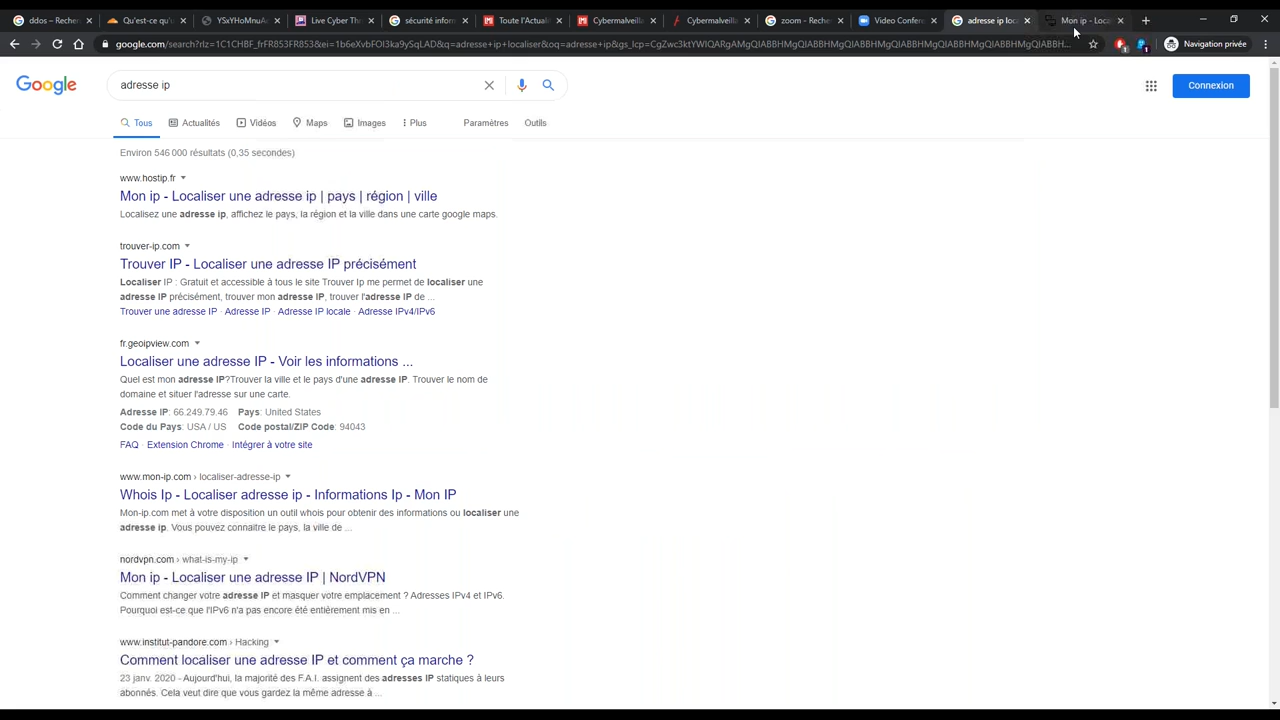 ddos – Recher
Qu'est-ce qu'u
YSxYHoMnuA
Live Cyber Thr
sécurité inform
Toute l'Actuali
Cybermalveilla
Cybermalveilla
zoom - Recher
Video Conferen
adresse ip loca
Mon ip - Local
google.com/search?rlz=1C1CHBF_frFR853FR853&ei=
Navigation privée
Google
adresse ip
Connexion
Tous
Actualités
Vidéos
Maps
Images
Plus
Paramètres
Outils
Environ 546 000 résultats (0,35 secondes)
www.hostip.fr
Mon ip - Localiser une adresse ip | pays | région | ville
Localisez une adresse ip, affichez le pays, la région et la ville dans une carte google maps.
trouver-ip.com
Trouver IP - Localiser une adresse IP précisément
Localiser IP : Gratuit et accessible à tous le site Trouver Ip me permet de localiser une
adresse IP précisément, trouver mon adresse IP, trouver l'adresse IP de ...
Trouver une adresse IP · Adresse IP · Adresse IP locale · Adresse IPv4/IPv6
fr.geoipview.com
Localiser une adresse IP - Voir les informations ...
Quel est mon adresse IP?Trouver la ville et le pays d'une adresse IP. Trouver le nom de
domaine et situer l'adresse sur une carte.
Adresse IP: 66.249.79.46 Pays: United States
Code du Pays: USA / US Code postal/ZIP Code: 94043
FAQ · Extension Chrome · Intégrer à votre site
www.mon-ip.com › localiser-adresse-ip
Whois Ip - Localiser adresse ip - Informations Ip - Mon IP
Mon-ip.com met à votre disposition un outil whois pour obtenir des informations ou localiser une
adresse ip. Vous pouvez connaitre le pays, la ville de ...
nordvpn.com › what-is-my-ip
Mon ip - Localiser une adresse IP | NordVPN
Comment changer votre adresse IP et masquer votre emplacement ? Adresses IPv4 et IPv6.
Pourquoi est-ce que l'IPv6 n'a pas encore été entièrement mis en ...
www.institut-pandore.com › Hacking
Comment localiser une adresse IP et comment ça marche ?
23 janv. 2020 - Aujourd'hui, la majorité des F.A.I. assignent des adresses IP statiques à leurs
abonnés. Cela veut dire que vous gardez la même adresse à ...